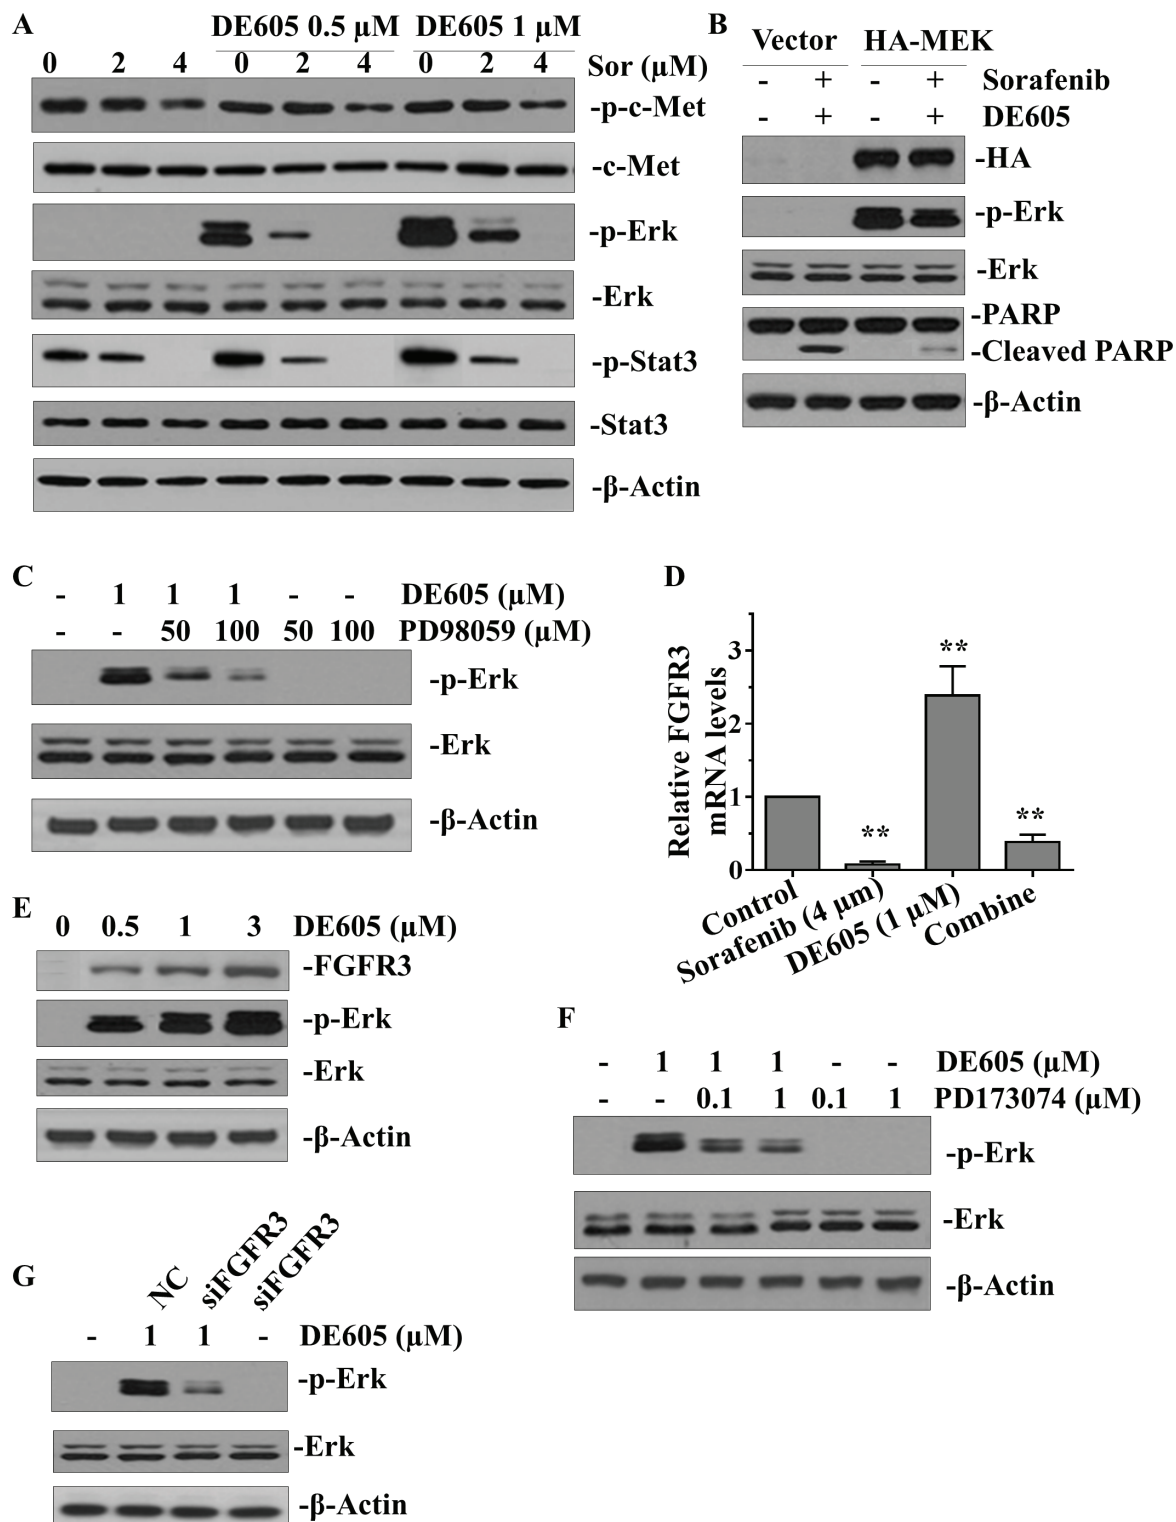 A
DE605 0.5 μM DE605 1 μM
0 2 4 0 2 4 0 2 4 Sor (μM)
-p-c-Met
-c-Met
-p-Erk
-Erk
-p-Stat3
-Stat3
-β-Actin
B
Vector HA-MEK
- + - + Sorafenib
- + - + DE605
-HA
-p-Erk
-Erk
-PARP
-Cleaved PARP
-β-Actin
C
- 1 1 1 - - DE605 (μM)
- - 50 100 50 100 PD98059 (μM)
-p-Erk
-Erk
-β-Actin
D
Relative FGFR3
mRNA levels
3
2
1
0
**
**
**
Control
Sorafenib (4 μm)
DE605 (1 μM)
Combine
E
0 0.5 1 3 DE605 (μM)
-FGFR3
-p-Erk
-Erk
-β-Actin
F
- 1 1 1 - - DE605 (μM)
- - 0.1 1 0.1 1 PD173074 (μM)
-p-Erk
-Erk
-β-Actin
G
NC siFGFR3 siFGFR3
- 1 1 - DE605 (μM)
-p-Erk
-Erk
-β-Actin